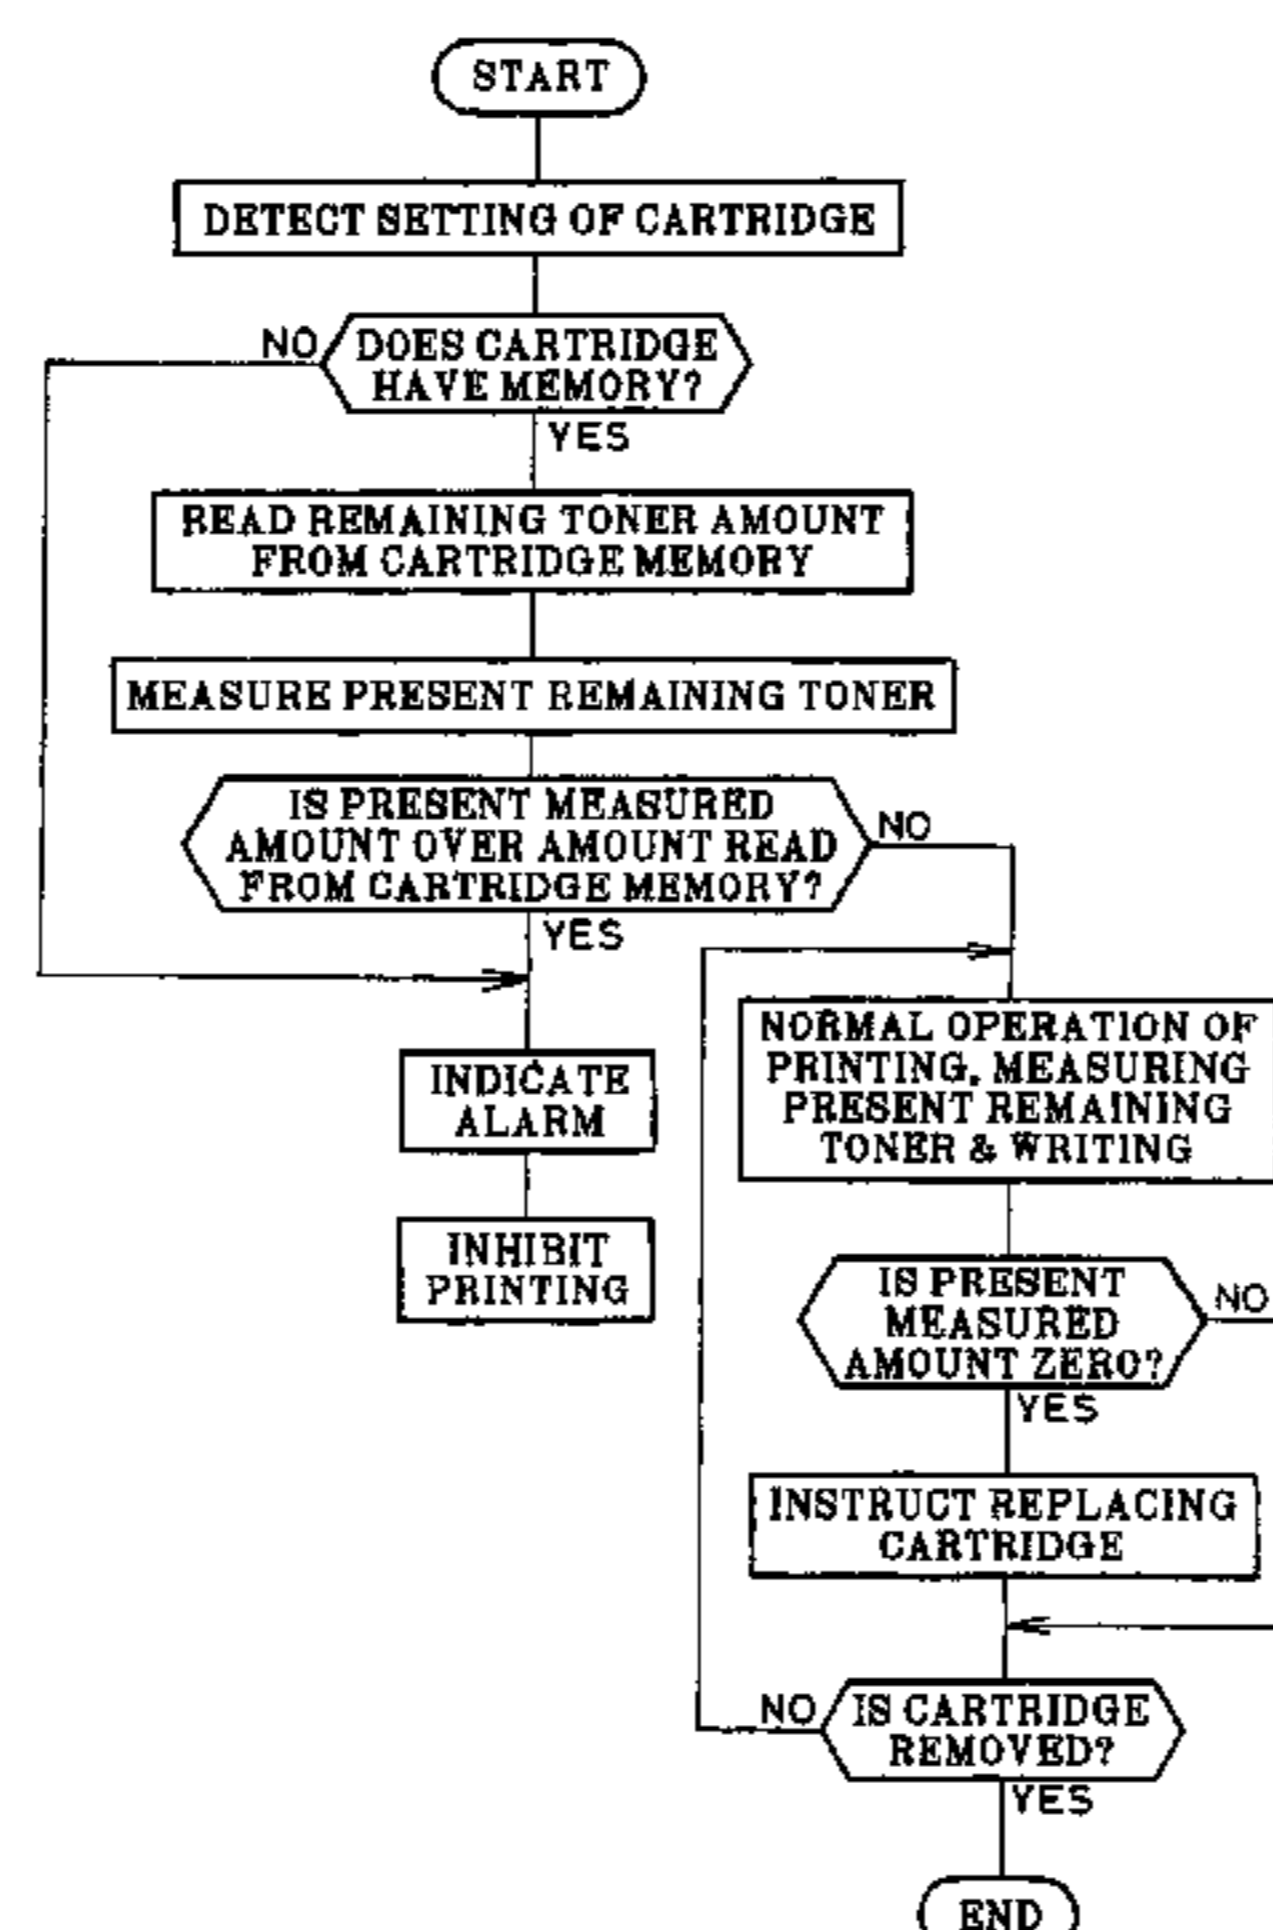 START
DETECT SETTING OF CARTRIDGE
NO
DOES CARTRIDGE
HAVE MEMORY?
YES
READ REMAINING TONER AMOUNT
FROM CARTRIDGE MEMORY
MEASURE PRESENT REMAINING TONER
IS PRESENT MEASURED
AMOUNT OVER AMOUNT READ
FROM CARTRIDGE MEMORY?
NO
YES
INDICATE
ALARM
INHIBIT
PRINTING
NORMAL OPERATION OF
PRINTING, MEASURING
PRESENT REMAINING
TONER & WRITING
IS PRESENT
MEASURED
AMOUNT ZERO?
NO
YES
INSTRUCT REPLACING
CARTRIDGE
NO
IS CARTRIDGE
REMOVED?
YES
END